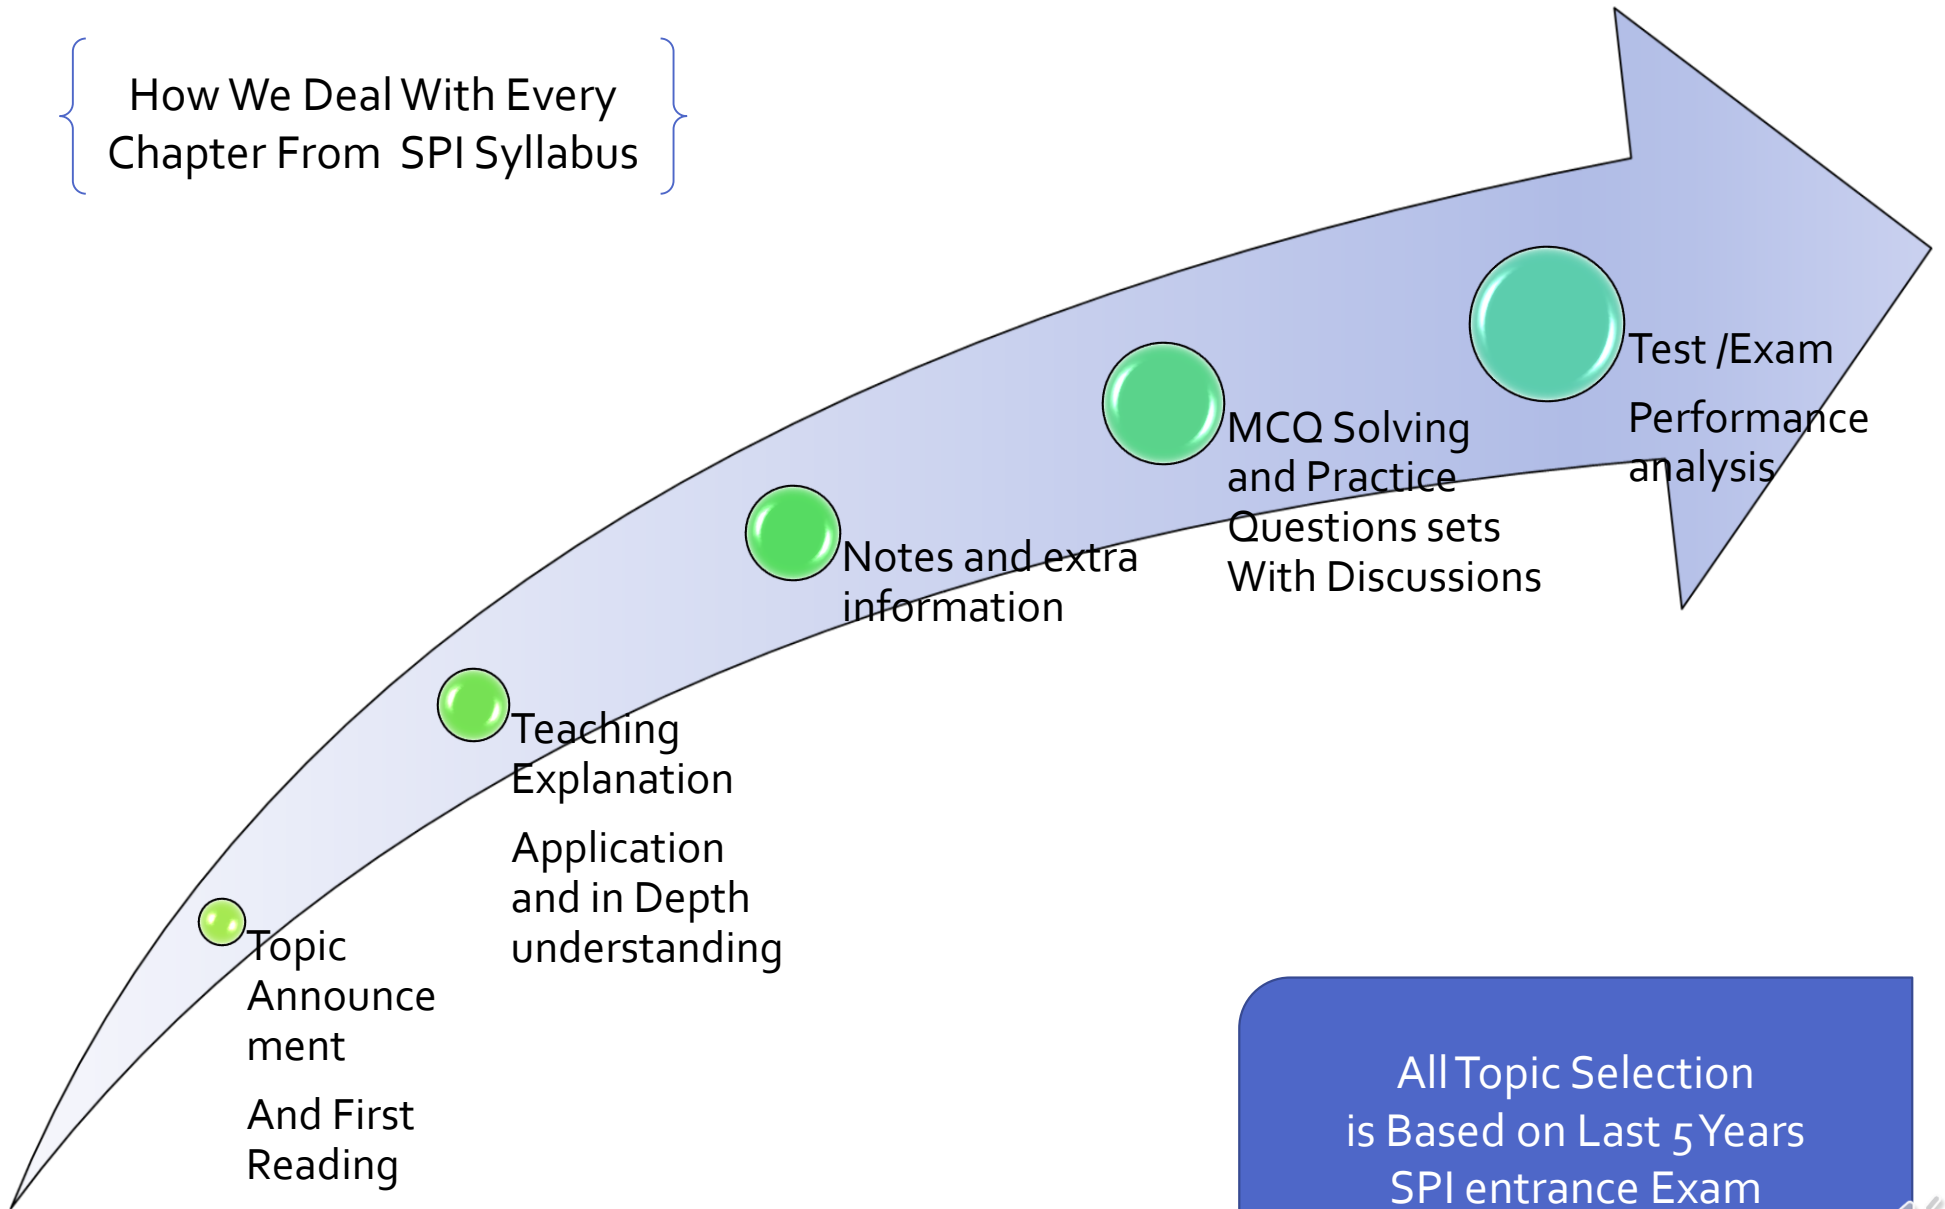 How We Deal With Every
Chapter From SPI Syllabus
Test /Exam
Performance
analysis
MCQ Solving
and Practice
Questions sets
With Discussions
Notes and extra
information
Teaching
Explanation
Application
and in Depth
understanding
Topic
Announce
ment
And First
Reading
All Topic Selection
is Based on Last 5 Years
SPI entrance Exam